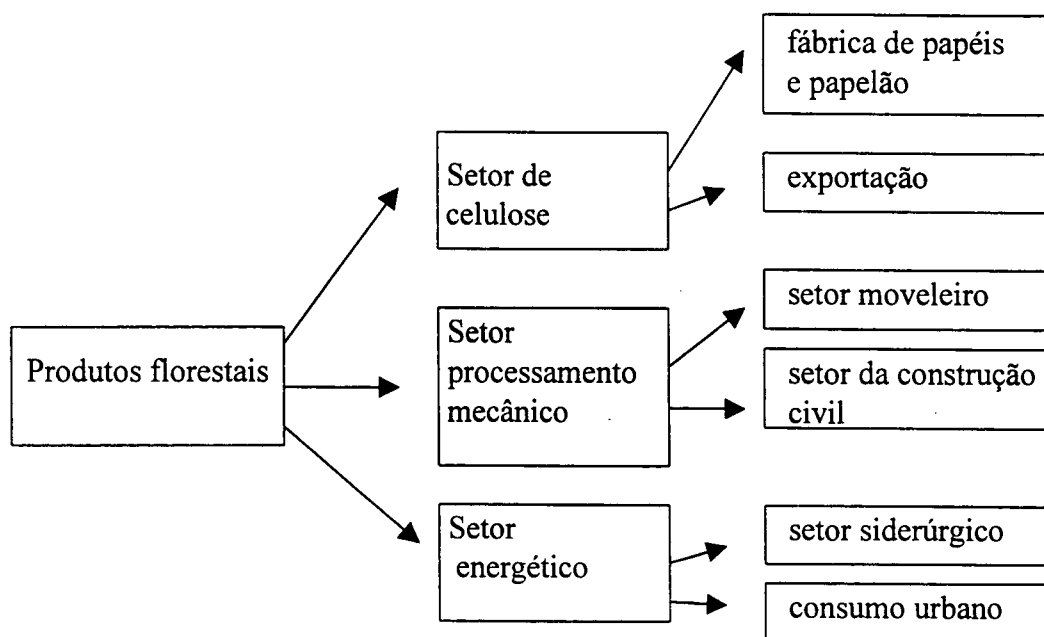 fábrica de papéis
e papelão
Setor de
celulose
exportação
Produtos florestais
Setor
processamento
mecânico
setor moveleiro
setor da construção
civil
Setor
energético
setor siderúrgico
consumo urbano